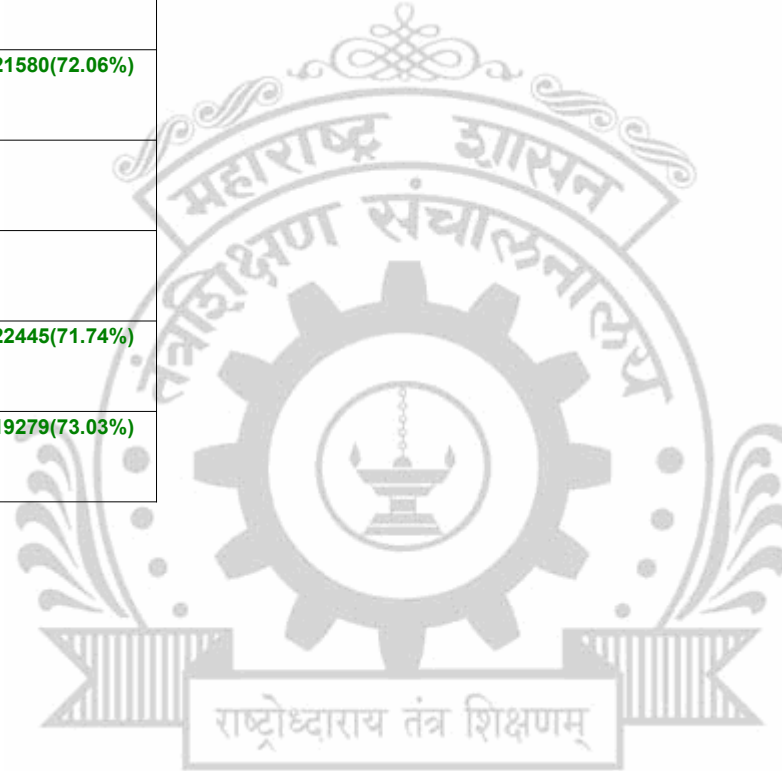 21580(72.06%)
महाराष्ट्र शासन
तंत्रशिक्षण संचालनालय
22445(71.74%)
19279(73.03%)
राष्ट्रोध्दाराय तंत्र शिक्षणम्